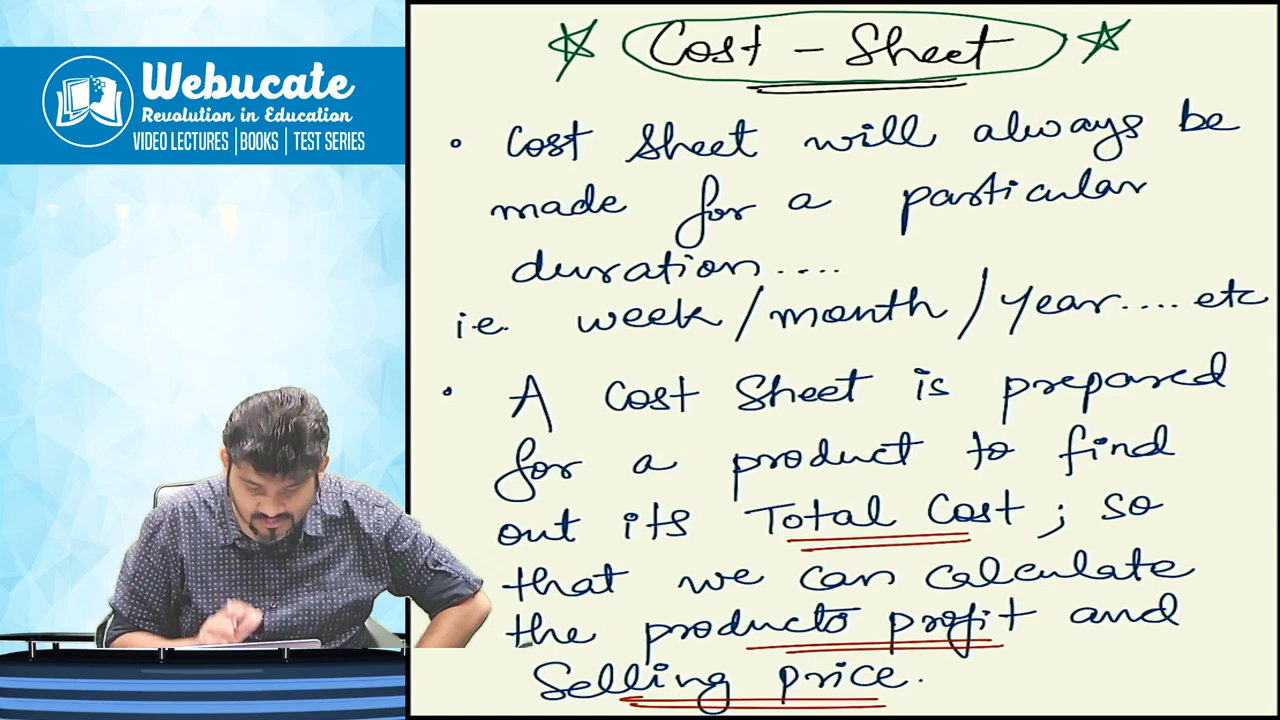 Webucate
Revolution in Education
VIDEO LECTURES | BOOKS | TEST SERIES
Cost - Sheet
• Cost Sheet will always be
made for a particular
duration....
i.e. week/month/year.... etc
• A Cost Sheet is prepared
for a product to find
out its Total Cost; so
that we can calculate
the products profit and
Selling price.